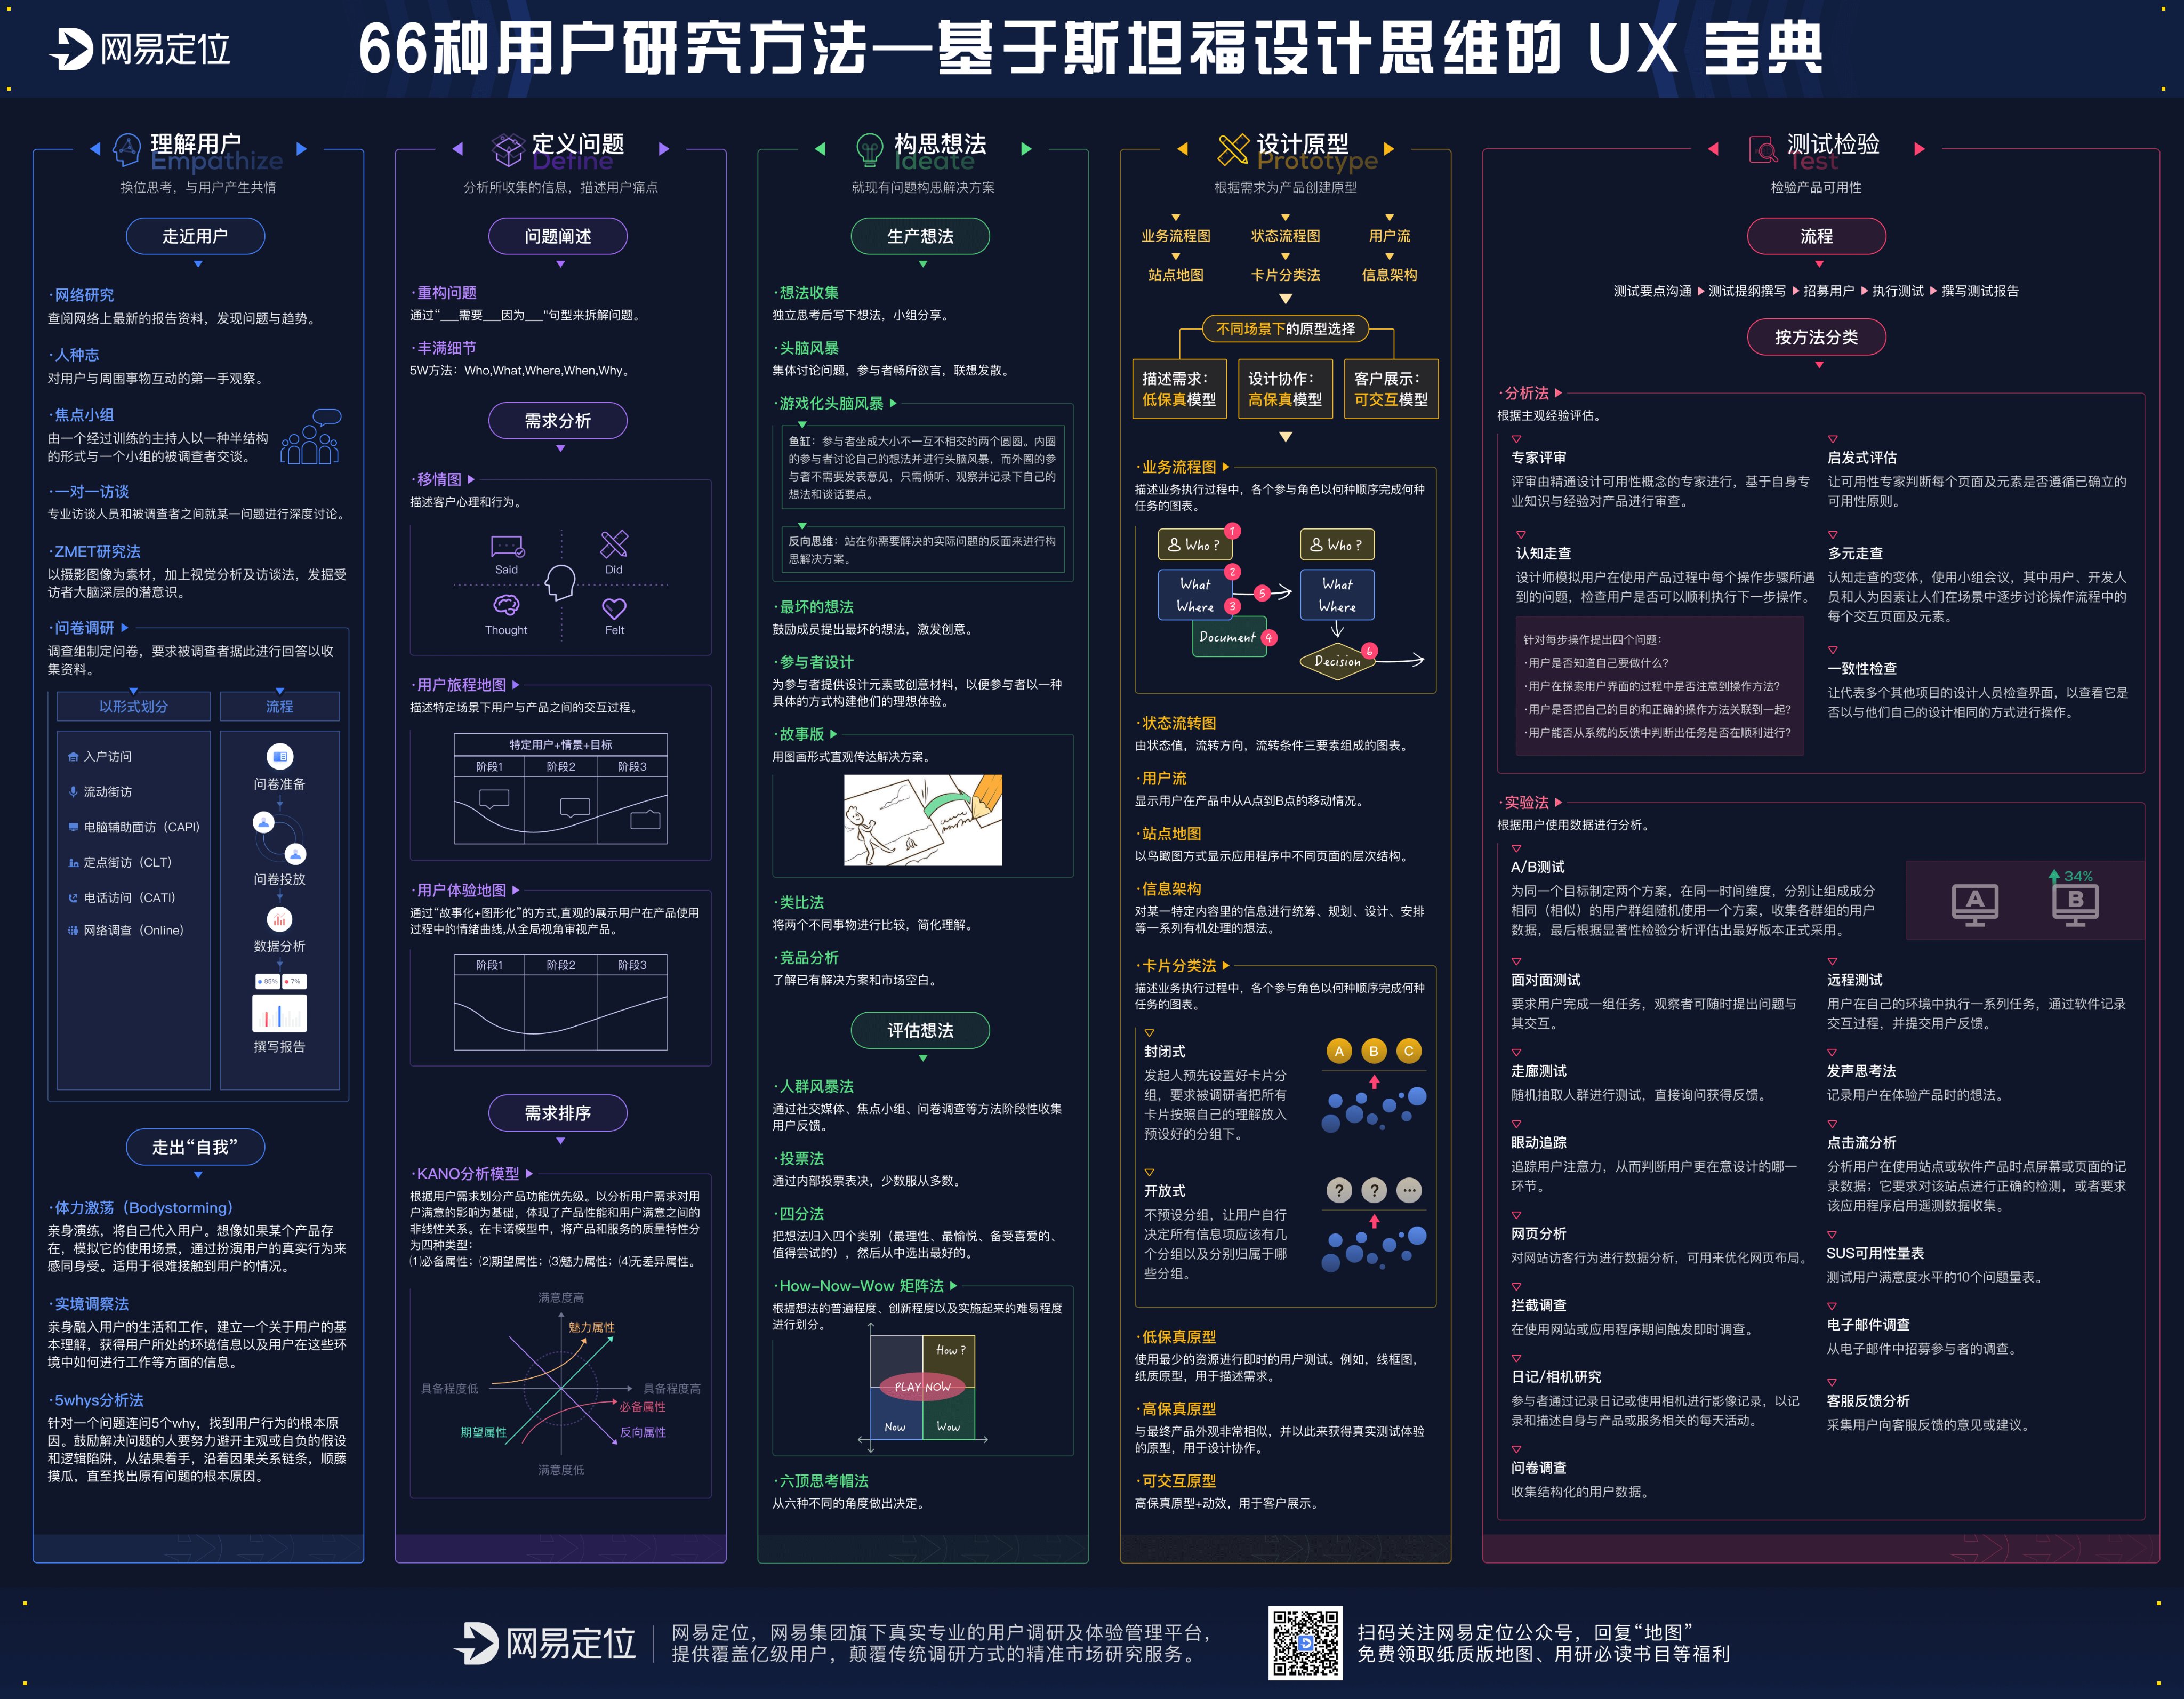 网易定位
66种用户研究方法—基于斯坦福设计思维的 UX 宝典
理解用户
Empathize
换位思考，与用户产生共情
走近用户
·网络研究
查阅网络上最新的报告资料，发现问题与趋势。
·人种志
对用户与周围事物互动的第一手观察。
·焦点小组
由一个经过训练的主持人以一种半结构
的形式与一个小组的被调查者交谈。
·一对一访谈
专业访谈人员和被调查者之间就某一问题进行深度讨论。
·ZMET研究法
以摄影图像为素材，加上视觉分析及访谈法，发掘受
访者大脑深层的潜意识。
·问卷调研
调查组制定问卷，要求被调查者据此进行回答以收
集资料。
以形式划分
入户访问
流动街访
电脑辅助面访（CAPI）
定点街访（CLT）
电话访问（CATI）
网络调查（Online）
流程
问卷准备
问卷投放
数据分析
85% 7%
撰写报告
走出“自我”
·体力激荡（Bodystorming）
亲身演练，将自己代入用户。想像如果某个产品存
在，模拟它的使用场景，通过扮演用户的真实行为来
感同身受。适用于很难接触到用户的情况。
·实境调察法
亲身融入用户的生活和工作，建立一个关于用户的基
本理解，获得用户所处的环境信息以及用户在这些环
境中如何进行工作等方面的信息。
·5whys分析法
针对一个问题连问5个why，找到用户行为的根本原
因。鼓励解决问题的人要努力避开主观或自负的假设
和逻辑陷阱，从结果着手，沿着因果关系链条，顺藤
摸瓜，直至找出原有问题的根本原因。
定义问题
Define
分析所收集的信息，描述用户痛点
问题阐述
·重构问题
通过“___需要___因为___”句型来拆解问题。
·丰满细节
5W方法：Who,What,Where,When,Why。
需求分析
·移情图
描述客户心理和行为。
Said
Did
Thought
Felt
·用户旅程地图
描述特定场景下用户与产品之间的交互过程。
特定用户+情景+目标
阶段1 阶段2 阶段3
·用户体验地图
通过“故事化+图形化”的方式,直观的展示用户在产品使用
过程中的情绪曲线,从全局视角审视产品。
阶段1 阶段2 阶段3
需求排序
·KANO分析模型
根据用户需求划分产品功能优先级。以分析用户需求对用
户满意的影响为基础，体现了产品性能和用户满意之间的
非线性关系。在卡诺模型中，将产品和服务的质量特性分
为四种类型：
⑴必备属性；⑵期望属性；⑶魅力属性；⑷无差异属性。
满意度高
魅力属性
具备程度低
具备程度高
必备属性
期望属性
反向属性
满意度低
构思想法
Ideate
就现有问题构思解决方案
生产想法
·想法收集
独立思考后写下想法，小组分享。
·头脑风暴
集体讨论问题，参与者畅所欲言，联想发散。
·游戏化头脑风暴
鱼缸：参与者坐成大小不一互不相交的两个圆圈。内圈
的参与者讨论自己的想法并进行头脑风暴，而外圈的参
与者不需要发表意见，只需倾听、观察并记录下自己的
想法和谈话要点。
反向思维：站在你需要解决的实际问题的反面来进行构
思解决方案。
·最坏的想法
鼓励成员提出最坏的想法，激发创意。
·参与者设计
为参与者提供设计元素或创意材料，以便参与者以一种
具体的方式构建他们的理想体验。
·故事版
用图画形式直观传达解决方案。
·类比法
将两个不同事物进行比较，简化理解。
·竞品分析
了解已有解决方案和市场空白。
评估想法
·人群风暴法
通过社交媒体、焦点小组、问卷调查等方法阶段性收集
用户反馈。
·投票法
通过内部投票表决，少数服从多数。
·四分法
把想法归入四个类别（最理性、最愉悦、备受喜爱的、
值得尝试的），然后从中选出最好的。
·How–Now–Wow 矩阵法
根据想法的普遍程度、创新程度以及实施起来的难易程度
进行划分。
How ?
PLAY NOW
Now
Wow
·六顶思考帽法
从六种不同的角度做出决定。
设计原型
Prototype
根据需求为产品创建原型
业务流程图 状态流程图 用户流
站点地图 卡片分类法 信息架构
不同场景下的原型选择
描述需求：
低保真模型
设计协作：
高保真模型
客户展示：
可交互模型
·业务流程图
描述业务执行过程中，各个参与角色以何种顺序完成何种
任务的图表。
Who ?
1
What
2
Where
3
Document
4
5
Who ?
What
Where
Decision
6
·状态流转图
由状态值，流转方向，流转条件三要素组成的图表。
·用户流
显示用户在产品中从A点到B点的移动情况。
·站点地图
以鸟瞰图方式显示应用程序中不同页面的层次结构。
·信息架构
对某一特定内容里的信息进行统筹、规划、设计、安排
等一系列有机处理的想法。
·卡片分类法
描述业务执行过程中，各个参与角色以何种顺序完成何种
任务的图表。
封闭式
发起人预先设置好卡片分
组，要求被调研者把所有
卡片按照自己的理解放入
预设好的分组下。
A B C
开放式
不预设分组，让用户自行
决定所有信息项应该有几
个分组以及分别归属于哪
些分组。
? ? ···
·低保真原型
使用最少的资源进行即时的用户测试。例如，线框图，
纸质原型，用于描述需求。
·高保真原型
与最终产品外观非常相似，并以此来获得真实测试体验
的原型，用于设计协作。
·可交互原型
高保真原型+动效，用于客户展示。
测试检验
Test
检验产品可用性
流程
测试要点沟通 测试提纲撰写 招募用户 执行测试 撰写测试报告
按方法分类
·分析法
根据主观经验评估。
专家评审
评审由精通设计可用性概念的专家进行，基于自身专
业知识与经验对产品进行审查。
启发式评估
让可用性专家判断每个页面及元素是否遵循已确立的
可用性原则。
认知走查
设计师模拟用户在使用产品过程中每个操作步骤所遇
到的问题，检查用户是否可以顺利执行下一步操作。
针对每步操作提出四个问题：
·用户是否知道自己要做什么？
·用户在探索用户界面的过程中是否注意到操作方法？
·用户是否把自己的目的和正确的操作方法关联到一起？
·用户能否从系统的反馈中判断出任务是否在顺利进行？
多元走查
认知走查的变体，使用小组会议，其中用户、开发人
员和人为因素让人们在场景中逐步讨论操作流程中的
每个交互页面及元素。
一致性检查
让代表多个其他项目的设计人员检查界面，以查看它是
否以与他们自己的设计相同的方式进行操作。
·实验法
根据用户使用数据进行分析。
A/B测试
为同一个目标制定两个方案，在同一时间维度，分别让组成成分
相同（相似）的用户群组随机使用一个方案，收集各群组的用户
数据，最后根据显著性检验分析评估出最好版本正式采用。
A
34%
B
面对面测试
要求用户完成一组任务，观察者可随时提出问题与
其交互。
远程测试
用户在自己的环境中执行一系列任务，通过软件记录
交互过程，并提交用户反馈。
走廊测试
随机抽取人群进行测试，直接询问获得反馈。
发声思考法
记录用户在体验产品时的想法。
眼动追踪
追踪用户注意力，从而判断用户更在意设计的哪一
环节。
点击流分析
分析用户在使用站点或软件产品时点屏幕或页面的记
录数据；它要求对该站点进行正确的检测，或者要求
该应用程序启用遥测数据收集。
网页分析
对网站访客行为进行数据分析，可用来优化网页布局。
SUS可用性量表
测试用户满意度水平的10个问题量表。
拦截调查
在使用网站或应用程序期间触发即时调查。
电子邮件调查
从电子邮件中招募参与者的调查。
日记/相机研究
参与者通过记录日记或使用相机进行影像记录，以记
录和描述自身与产品或服务相关的每天活动。
客服反馈分析
采集用户向客服反馈的意见或建议。
问卷调查
收集结构化的用户数据。
网易定位
网易定位，网易集团旗下真实专业的用户调研及体验管理平台，
提供覆盖亿级用户，颠覆传统调研方式的精准市场研究服务。
扫码关注网易定位公众号，回复“地图”
免费领取纸质版地图、用研必读书目等福利